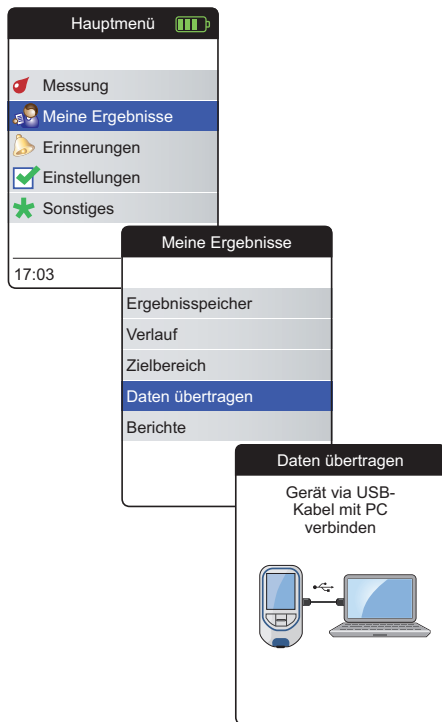 Hauptmenü
Messung
Meine Ergebnisse
Erinnerungen
Einstellungen
Sonstiges
17:03
Meine Ergebnisse
Ergebnisspeicher
Verlauf
Zielbereich
Daten übertragen
Berichte
Daten übertragen
Gerät via USB-
Kabel mit PC
verbinden